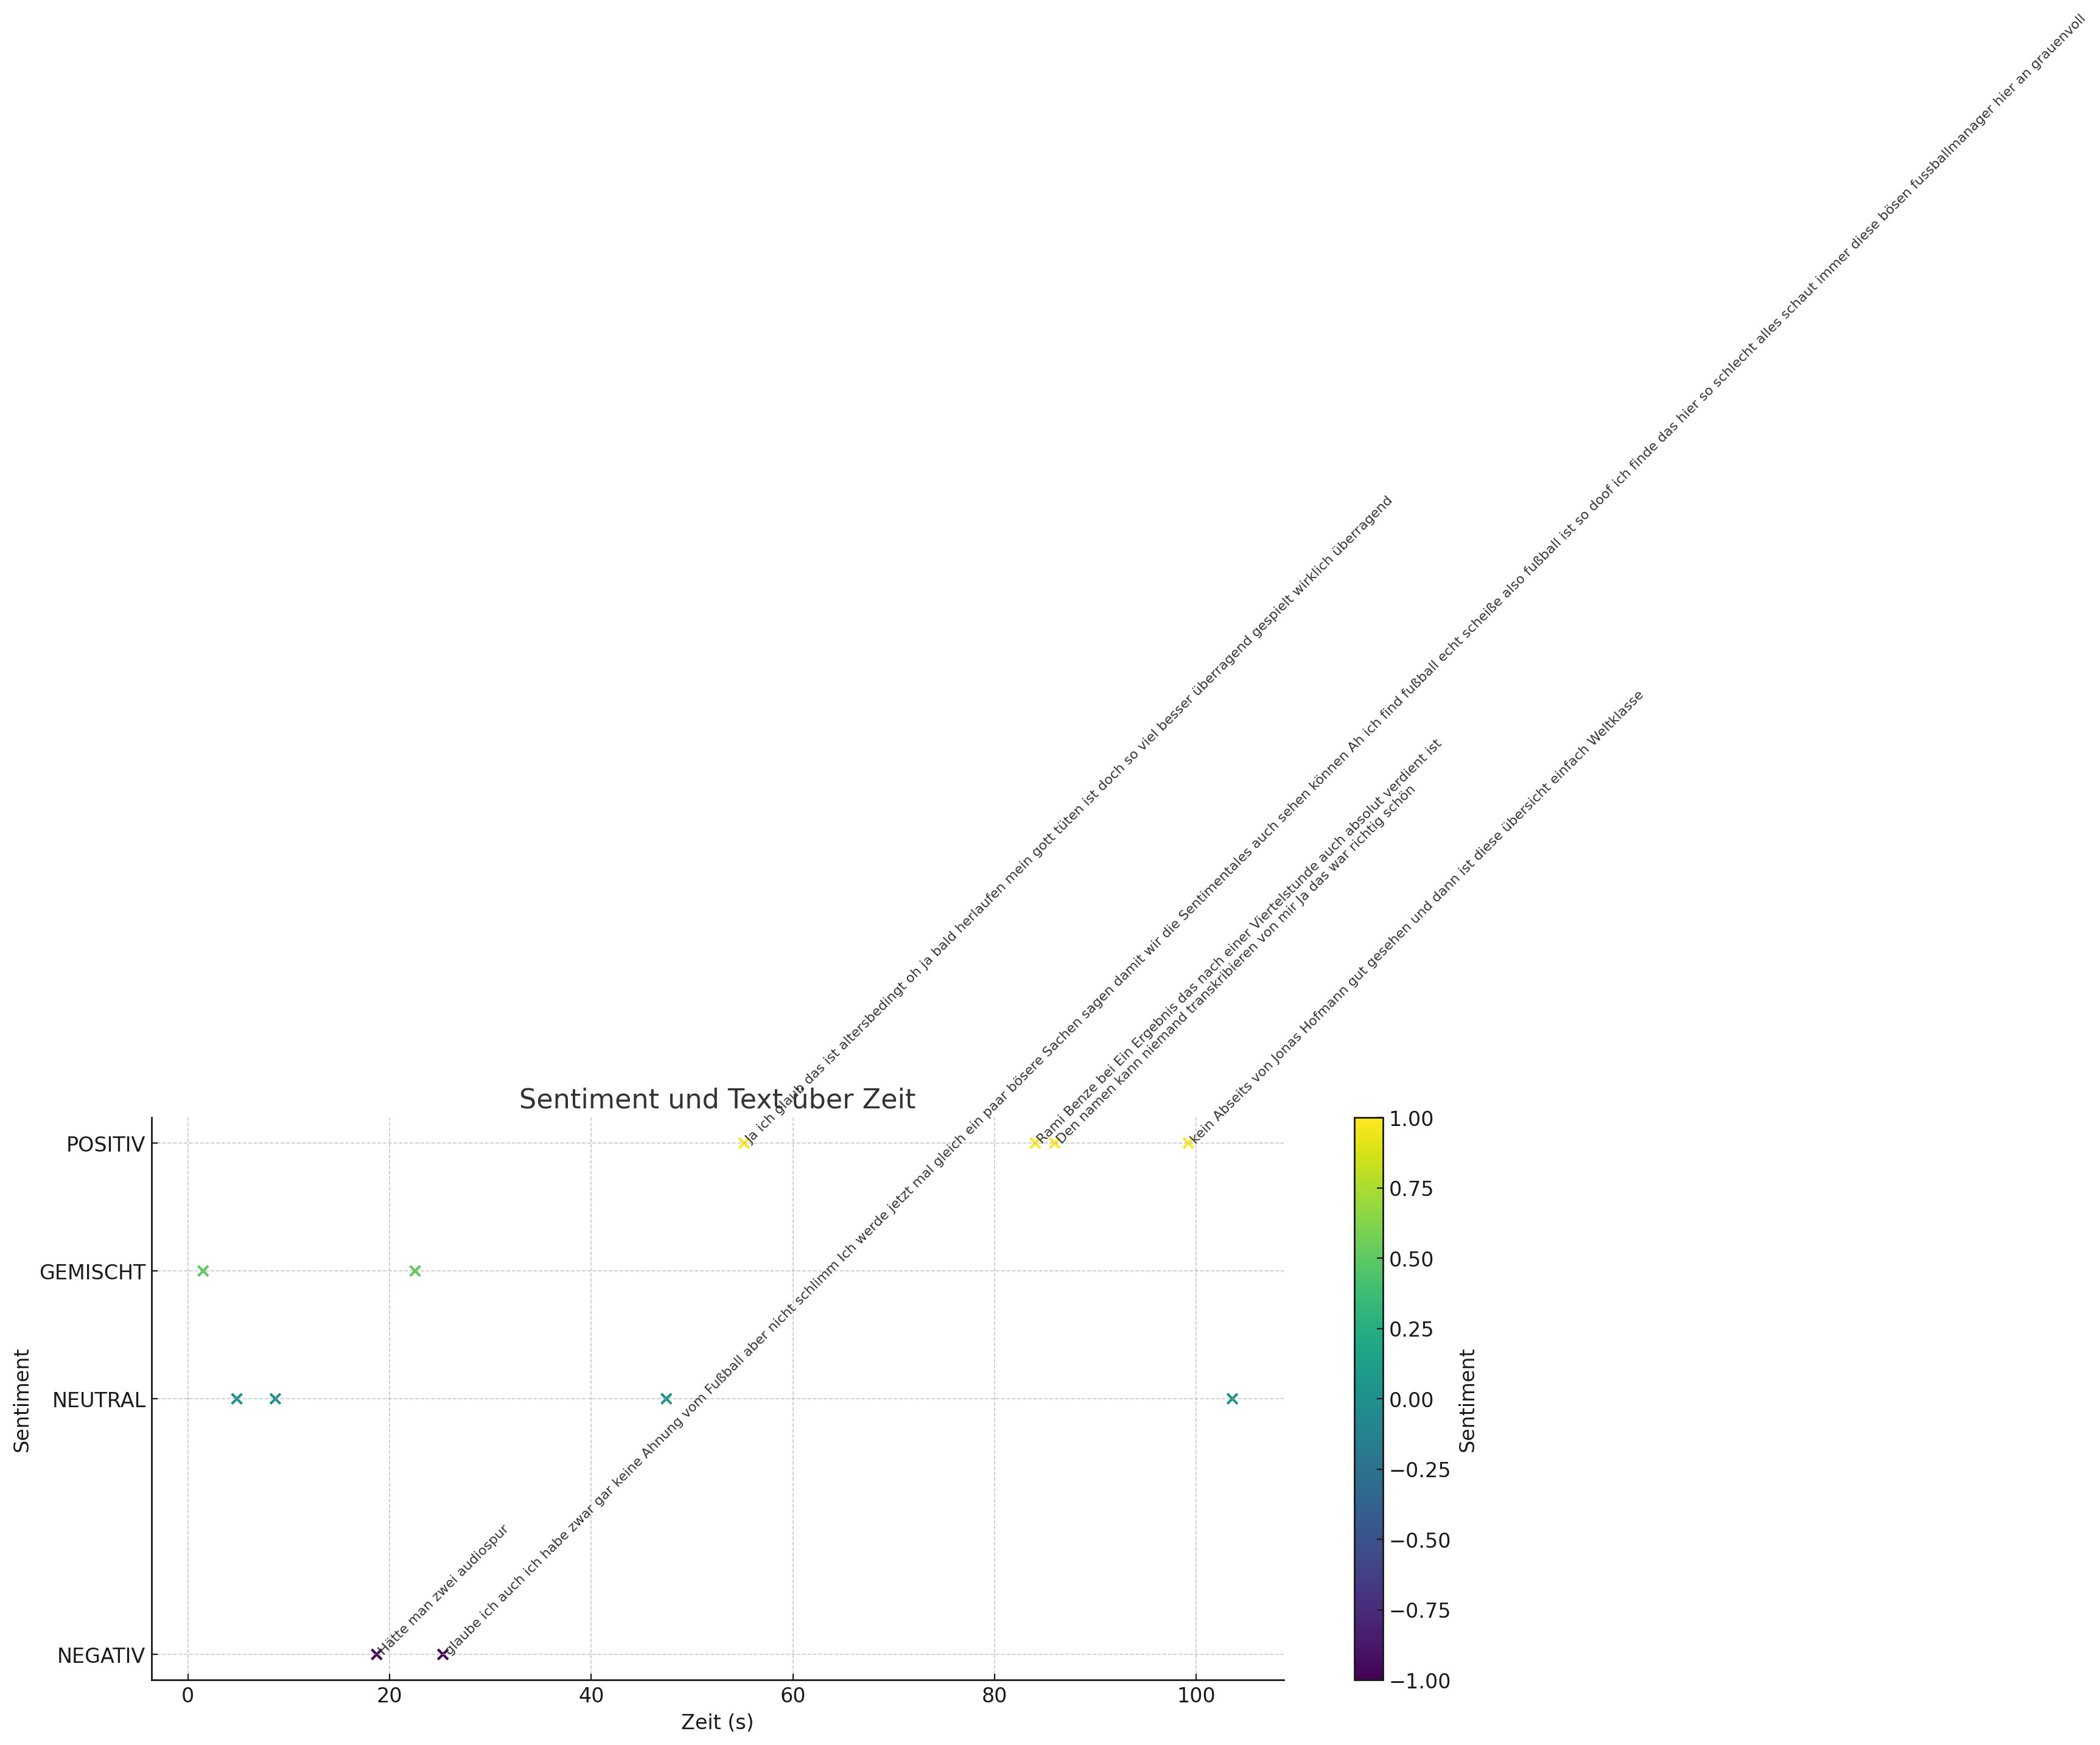 Sentiment und Text über Zeit
POSITIV
GEMISCHT
NEUTRAL
NEGATIV
Sentiment
0
20
40
60
80
100
Zeit (s)
Hätte man zwei audiospur
glaube ich auch ich habe zwar gar keine Ahnung vom Fußball aber nicht schlimm Ich werde jetzt mal gleich ein paar bösere Sachen sagen damit wir die Sentimentales auch sehen können Ah ich find fußball echt scheiße also fußball ist so doof ich finde das hier so schlecht alles schaut immer diese bösen fussballmanager hier an grauenvoll
Ja ich glaub das ist altersbedingt oh ja bald herlaufen mein gott tüten ist doch so viel besser überragend gespielt wirklich überragend
Rami Benze bei Ein Ergebnis das nach einer Viertelstunde auch absolut verdient ist
Den namen kann niemand transkribieren von mir Ja das war richtig schön
kein Abseits von Jonas Hofmann gut gesehen und dann ist diese übersicht einfach Weltklasse
1.00
0.75
0.50
0.25
0.00
−0.25
−0.50
−0.75
−1.00
Sentiment